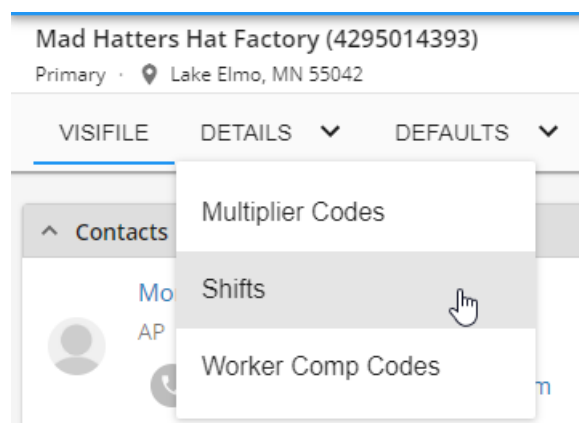 Mad Hatters Hat Factory (4295014393)
Primary · Lake Elmo, MN 55042
VISIFILE DETAILS DEFAULTS
Multiplier Codes
Contacts
Shifts
AP
Worker Comp Codes